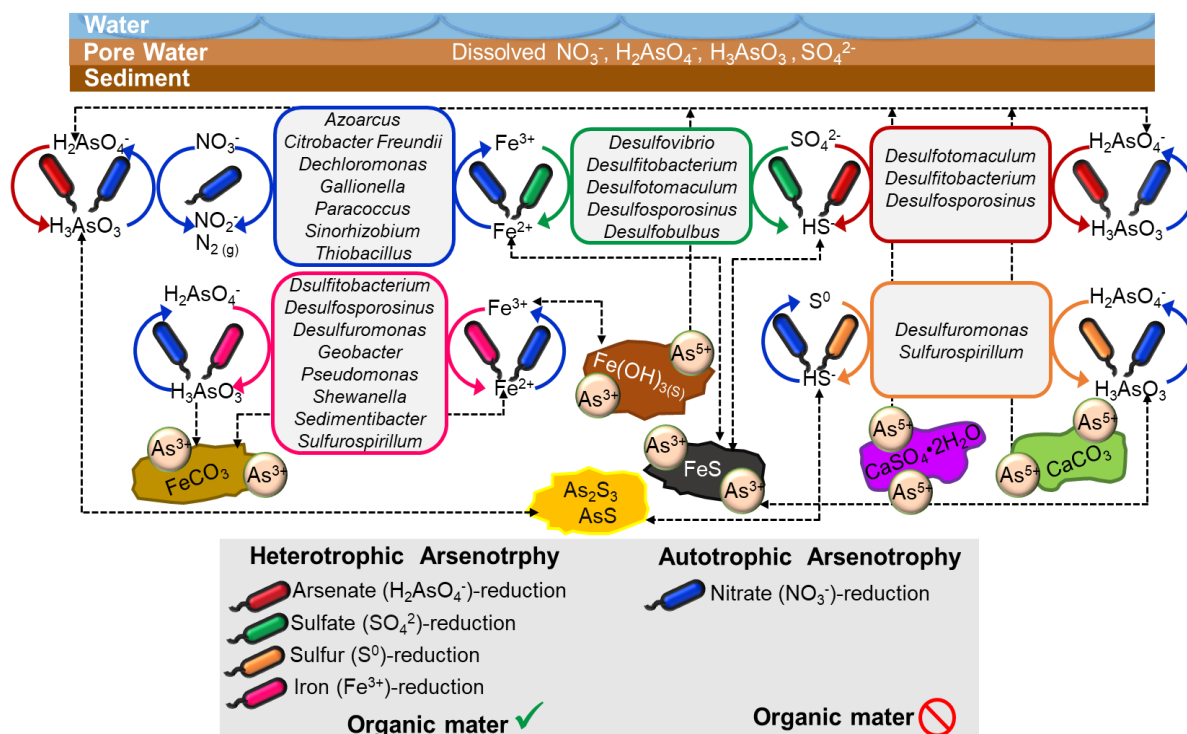 Water
Pore Water
Dissolved NO₃⁻, H₂AsO₄⁻, H₃AsO₃, SO₄²⁻
Sediment
H₂AsO₄⁻
H₃AsO₃
NO₃⁻
NO₂⁻
N₂ (g)
Azoarcus
Citrobacter Freundii
Dechloromonas
Gallionella
Paracoccus
Sinorhizobium
Thiobacillus
Fe³⁺
Fe²⁺
Desulfovibrio
Desulfitobacterium
Desulfotomaculum
Desulfosporosinus
Desulfobulbus
SO₄²⁻
HS⁻
Desulfotomaculum
Desulfitobacterium
Desulfosporosinus
H₂AsO₄⁻
H₃AsO₃
H₂AsO₄⁻
H₃AsO₃
Dsulfitobacterium
Desulfosporosinus
Desulfuromonas
Geobacter
Pseudomonas
Shewanella
Sedimentibacter
Sulfurospirillum
Fe³⁺
Fe²⁺
As⁵⁺
Fe(OH)₃(S)
As³⁺
S⁰
HS⁻
Desulfuromonas
Sulfurospirillum
H₂AsO₄⁻
H₃AsO₃
As³⁺
FeCO₃
As³⁺
As³⁺
FeS
As³⁺
As⁵⁺
CaSO₄•2H₂O
As⁵⁺
As⁵⁺
CaCO₃
As⁵⁺
As₂S₃
AsS
Heterotrophic Arsenotrphy
Arsenate (H₂AsO₄⁻)-reduction
Sulfate (SO₄²)-reduction
Sulfur (S⁰)-reduction
Iron (Fe³⁺)-reduction
Organic mater
Autotrophic Arsenotrophy
Nitrate (NO₃⁻)-reduction
Organic mater